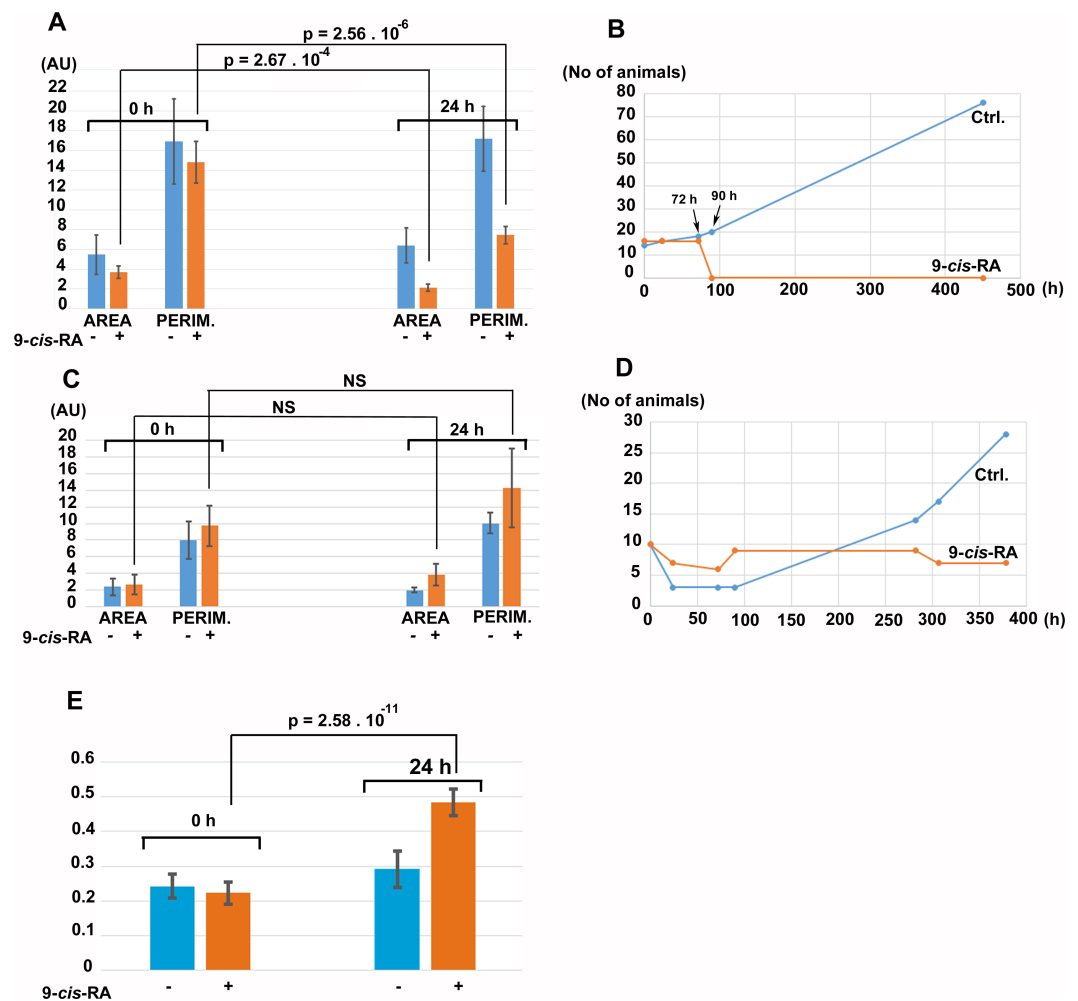 A
p = 2.56 . 10-6
(AU)
p = 2.67 . 10-4
22
20
18
16
14
12
10
8
6
4
2
0
0 h
24 h
AREA PERIM. AREA PERIM.
9-cis-RA - + - + - + - +
B
(No of animals)
80
70
60
50
40
30
20
10
0
Ctrl.
72 h
90 h
9-cis-RA
0 100 200 300 400 500 (h)
C
NS
(AU)
NS
20
18
16
14
12
10
8
6
4
2
0
0 h
24 h
AREA PERIM. AREA PERIM.
9-cis-RA - + - + - + - +
D
(No of animals)
30
25
20
15
10
5
0
Ctrl.
9-cis-RA
0 50 100 150 200 250 300 350 400 (h)
E
p = 2.58 . 10-11
0.6
0.5
0.4
0.3
0.2
0.1
0
0 h
24 h
9-cis-RA - + - +